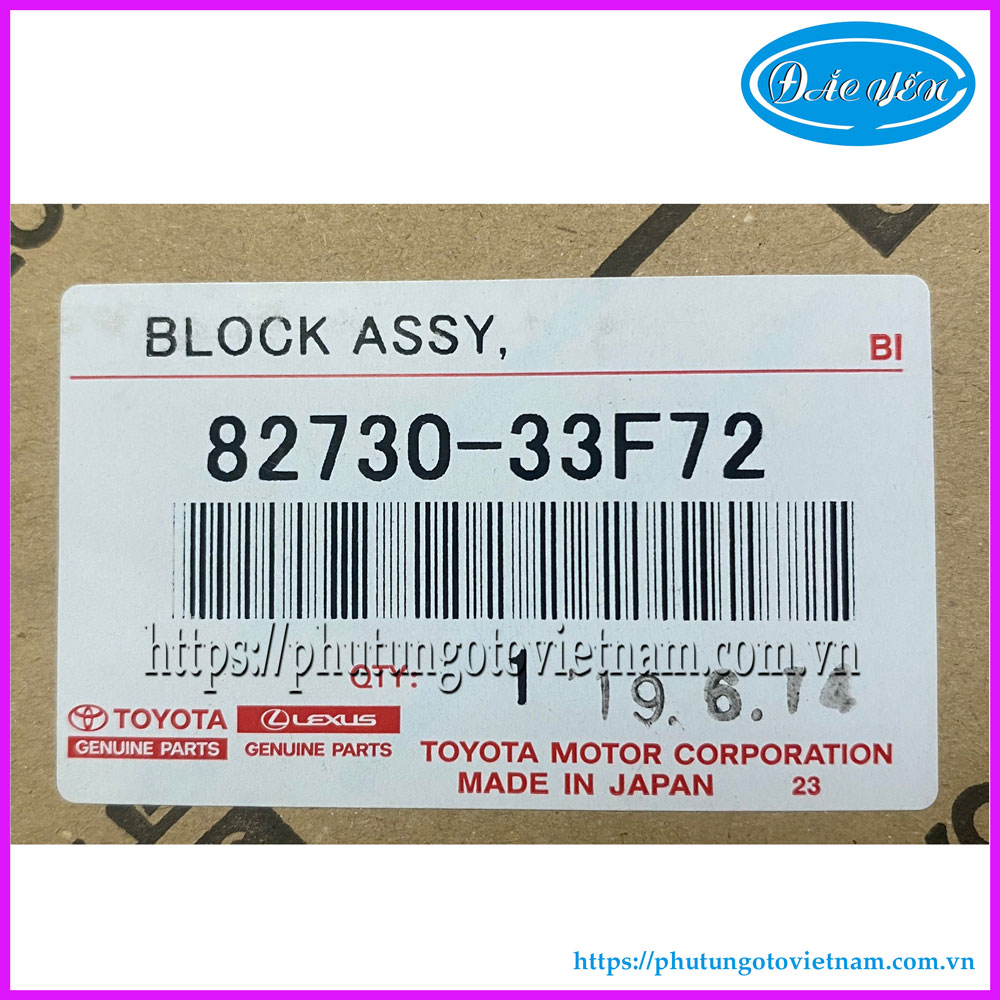 ĐẮC YẾN
BLOCK ASSY,
BI
82730-33F72
https://phutungotovietnam.com.vn
QTY: 1 19.6.14
TOYOTA LEXUS
GENUINE PARTS GENUINE PARTS
TOYOTA MOTOR CORPORATION
MADE IN JAPAN 23
https://phutungotovietnam.com.vn